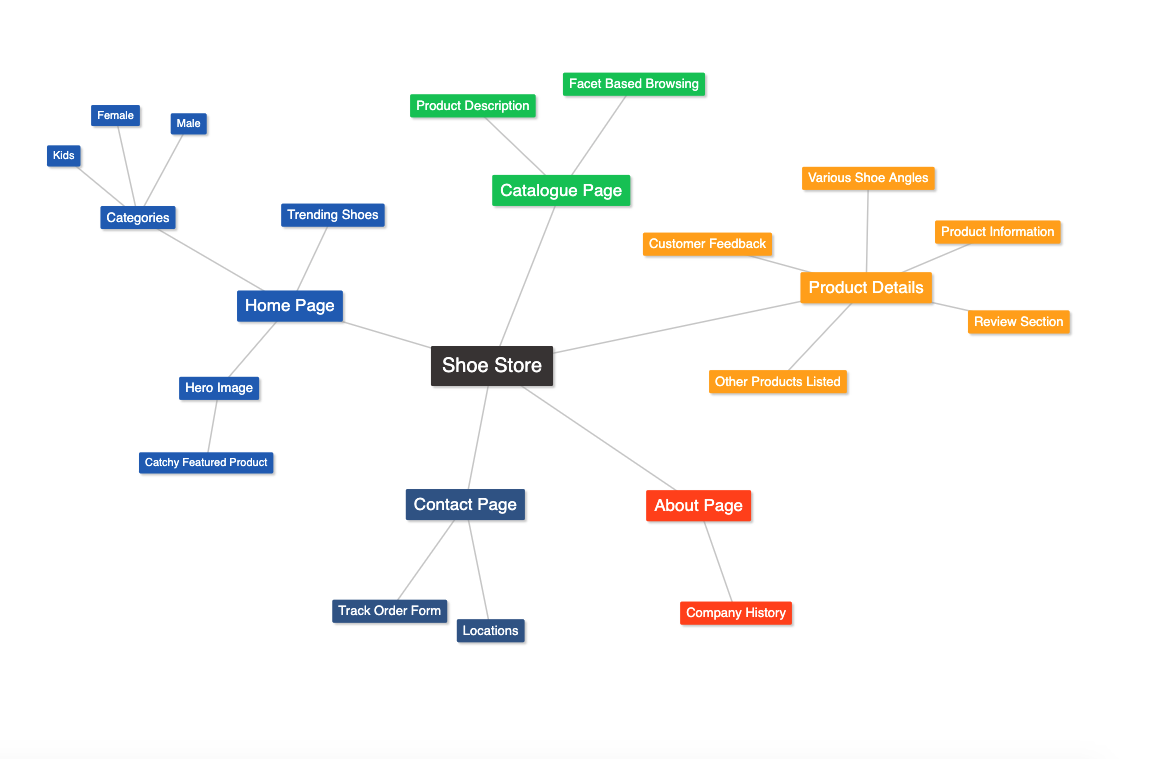 Facet Based Browsing
Product Description
Female
Male
Kids
Various Shoe Angles
Catalogue Page
Trending Shoes
Categories
Product Information
Customer Feedback
Product Details
Home Page
Review Section
Shoe Store
Other Products Listed
Hero Image
Catchy Featured Product
Contact Page
About Page
Track Order Form
Company History
Locations